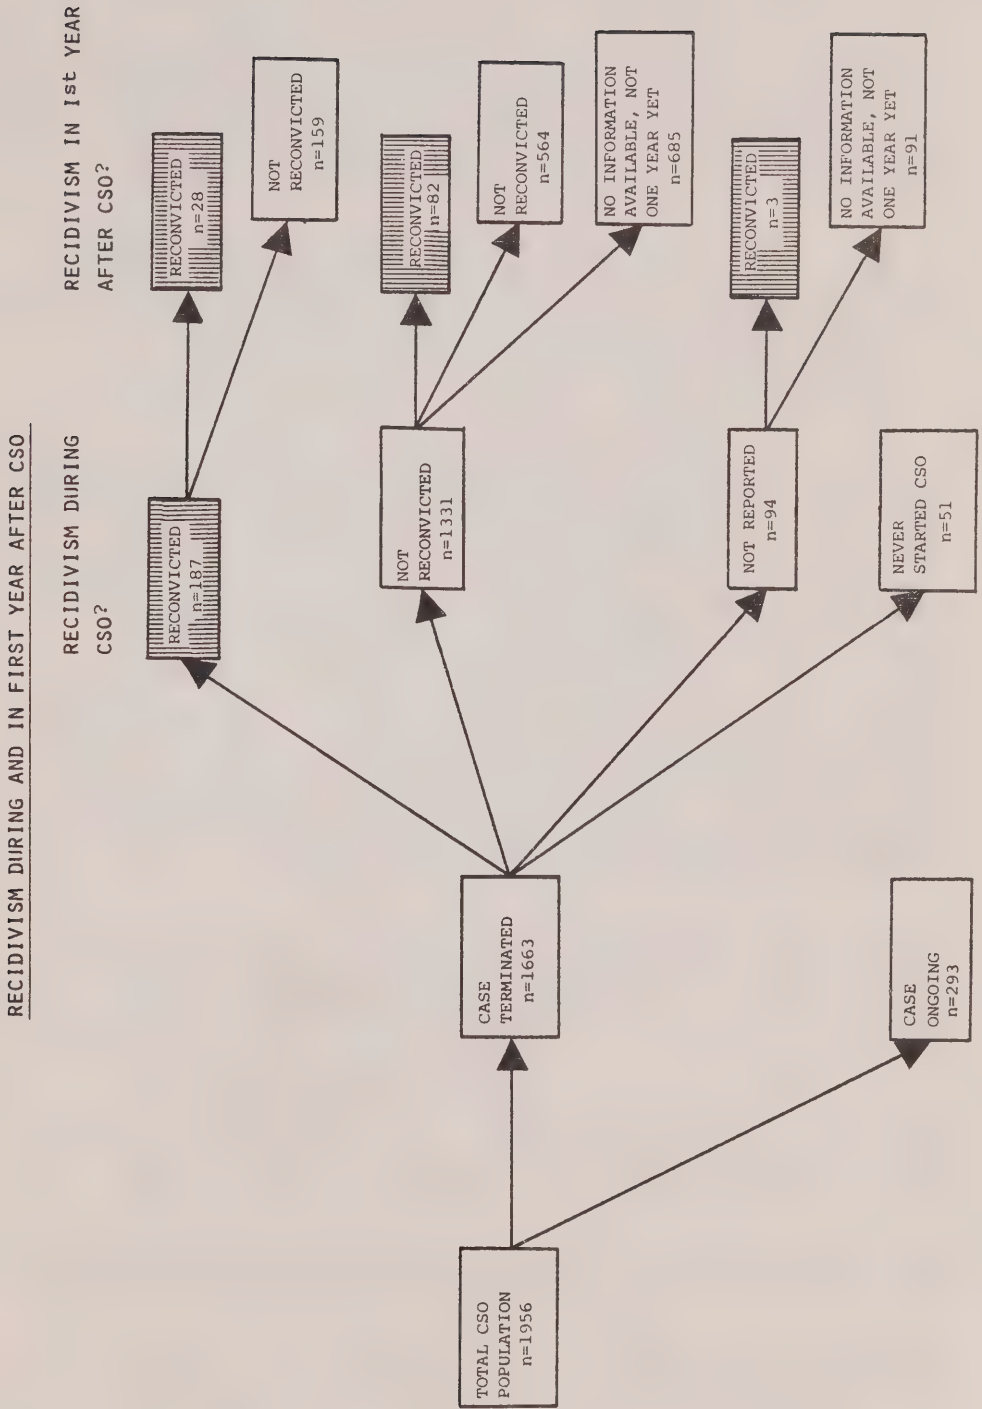 RECIDIVISM DURING AND IN FIRST YEAR AFTER CSO
RECIDIVISM DURING
CSO?
RECIDIVISM IN 1st YEAR
AFTER CSO?
TOTAL CSO
POPULATION
n=1956
CASE
TERMINATED
n=1663
CASE
ONGOING
n=293
RECONVICTED
n=187
NOT
RECONVICTED
n=1331
NOT REPORTED
n=94
NEVER
STARTED CSO
n=51
RECONVICTED
n=28
NOT
RECONVICTED
n=159
RECONVICTED
n=82
NOT
RECONVICTED
n=564
NO INFORMATION
AVAILABLE, NOT
ONE YEAR YET
n=685
RECONVICTED
n=3
NO INFORMATION
AVAILABLE, NOT
ONE YEAR YET
n=91